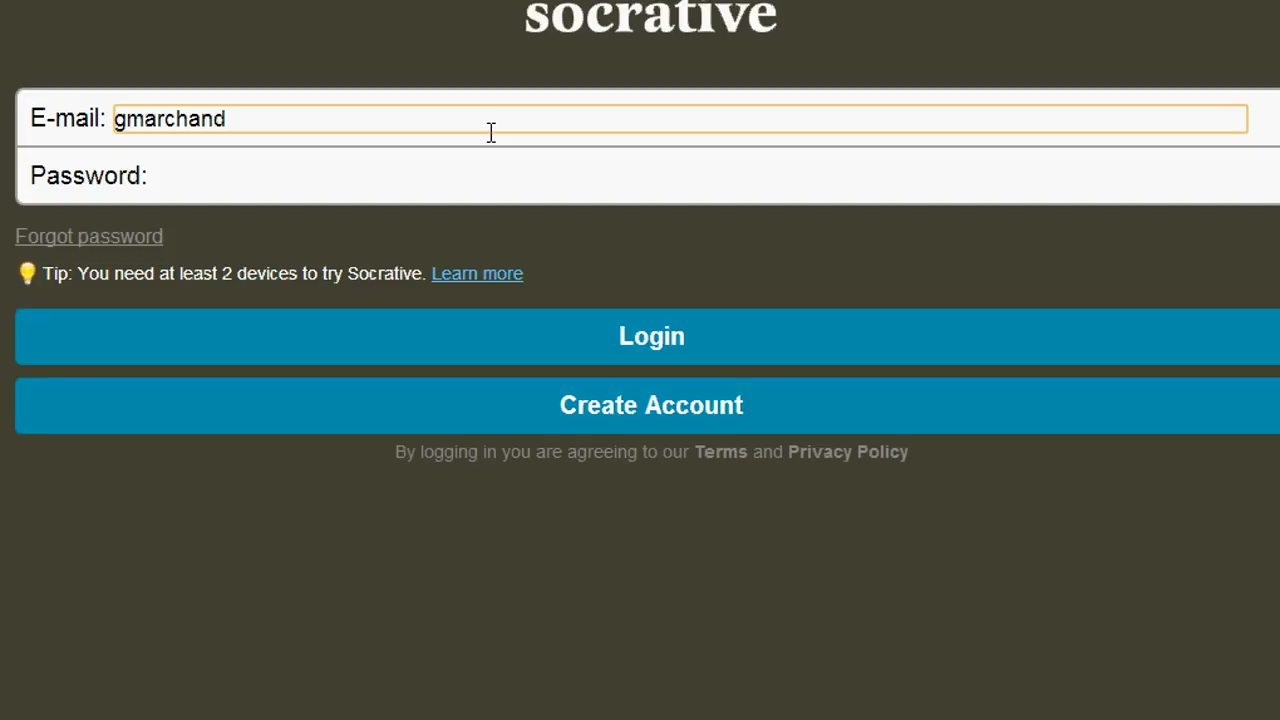 socrative
E-mail: gmarchand
Password:
Forgot password
Tip: You need at least 2 devices to try Socrative. Learn more
Login
Create Account
By logging in you are agreeing to our Terms and Privacy Policy